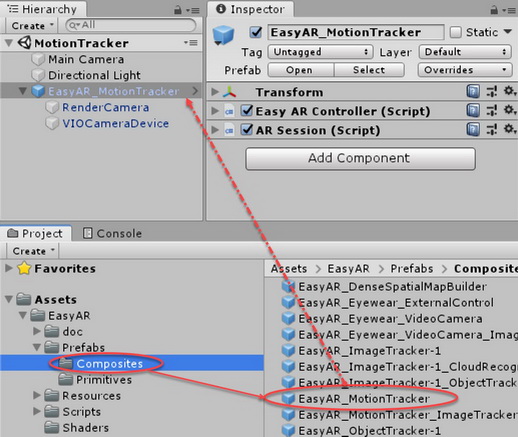 Hierarchy
Create
MotionTracker
Main Camera
Directional Light
EasyAR_MotionTracker
RenderCamera
VIOCameraDevice
Inspector
EasyAR_MotionTracker Static
Tag Untagged Layer Default
Prefab Open Select Overrides
Transform
Easy AR Controller (Script)
AR Session (Script)
Add Component
Project Console
Create
Favorites
Assets
EasyAR
doc
Prefabs
Composites
Primitives
Resources
Scripts
Shaders
Assets > EasyAR > Prefabs > Composite
EasyAR_DenseSpatialMapBuilder
EasyAR_Eyewear_ExternalControl
EasyAR_Eyewear_VideoCamera
EasyAR_Eyewear_VideoCamera_Imag
EasyAR_ImageTracker-1
EasyAR_ImageTracker-1_CloudRecogn
EasyAR_ImageTracker-1_ObjectTrack
EasyAR_MotionTracker
EasyAR_MotionTracker_ImageTracker
EasyAR_ObjectTracker-1